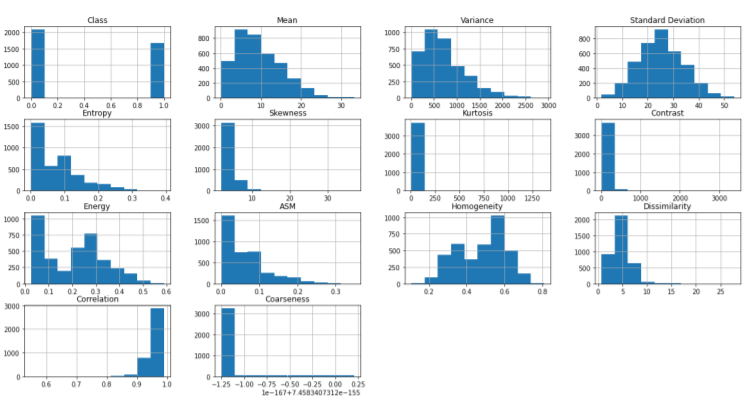 Class Mean Variance Standard Deviation
2000 1500 1000 500 0
800 600 400 200 0
1000 750 500 250 0
800 600 400 200 0
0.0 0.2 0.4 0.6 0.8 1.0
0 10 20 30
0 500 1000 1500 2000 2500 3000
0 10 20 30 40 50
Entropy Skewness Kurtosis Contrast
1500 1000 500 0
3000 2000 1000 0
3000 2000 1000 0
3000 2000 1000 0
0.0 0.1 0.2 0.3 0.4
10 20 30
0 250 500 750 1000 1250
0 1000 2000 3000
Energy ASM Homogeneity Dissimilarity
1000 750 500 250 0
1500 1000 500 0
1000 750 500 250 0
2000 1500 1000 500 0
0.0 0.1 0.2 0.3 0.4 0.5 0.6
0.0 0.1 0.2 0.3
0.2 0.4 0.6 0.8
5 10 15 20 25
Correlation Coarseness
3000 2000 1000 0
3000 2000 1000 0
0.6 0.7 0.8 0.9 1.0
−1.25 −1.00 −0.75 −0.50 −0.25 0.00 0.25
1e−167+7.4583407312e−155